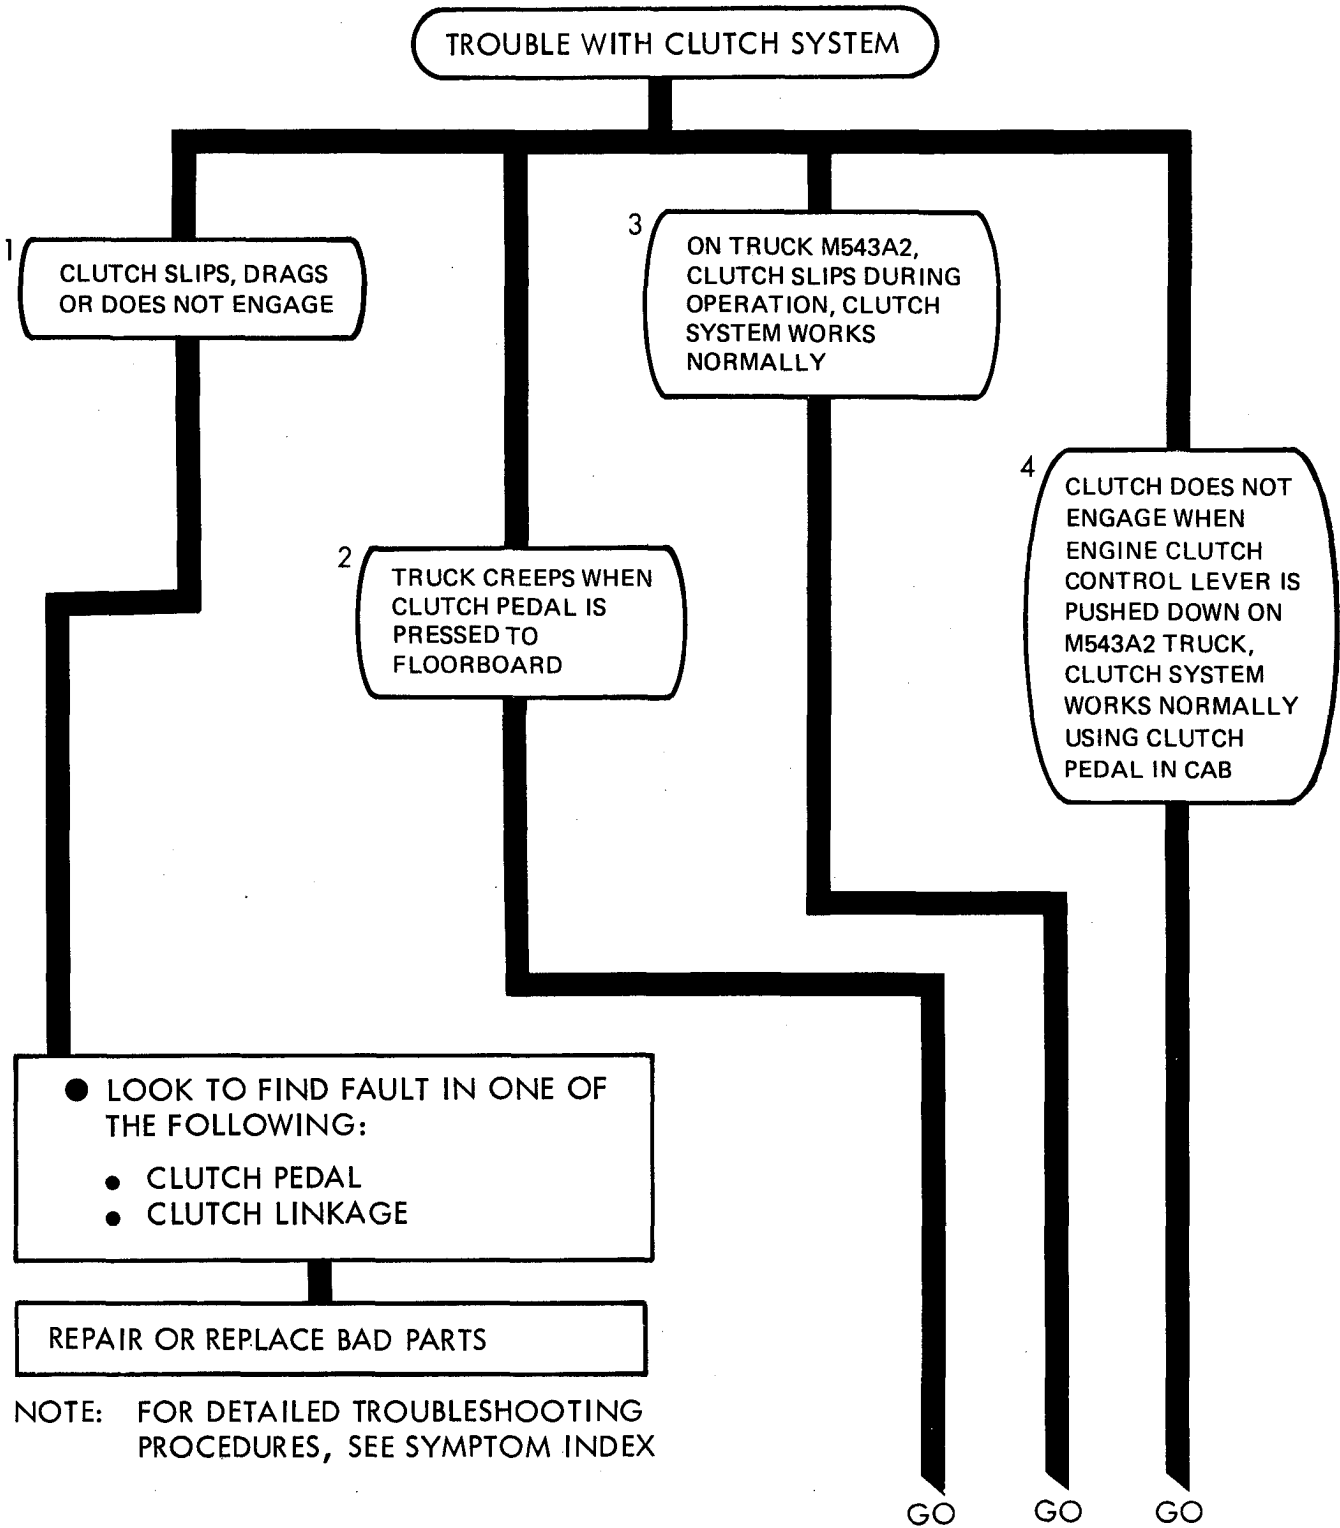 TROUBLE WITH CLUTCH SYSTEM
1
CLUTCH SLIPS, DRAGS
OR DOES NOT ENGAGE
2
TRUCK CREEPS WHEN
CLUTCH PEDAL IS
PRESSED TO
FLOORBOARD
3
ON TRUCK M543A2,
CLUTCH SLIPS DURING
OPERATION, CLUTCH
SYSTEM WORKS
NORMALLY
4
CLUTCH DOES NOT
ENGAGE WHEN
ENGINE CLUTCH
CONTROL LEVER IS
PUSHED DOWN ON
M543A2 TRUCK,
CLUTCH SYSTEM
WORKS NORMALLY
USING CLUTCH
PEDAL IN CAB
● LOOK TO FIND FAULT IN ONE OF
THE FOLLOWING:
• CLUTCH PEDAL
• CLUTCH LINKAGE
REPAIR OR REPLACE BAD PARTS
NOTE: FOR DETAILED TROUBLESHOOTING
PROCEDURES, SEE SYMPTOM INDEX
GO
GO
GO